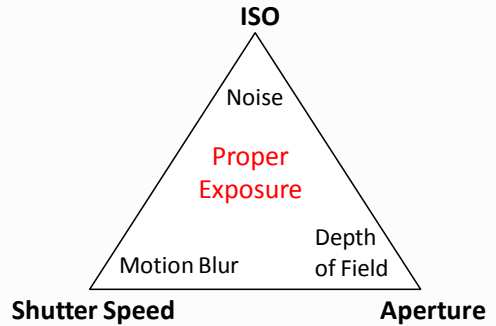 ISO
Noise
Proper
Exposure
Motion Blur
Depth
of Field
Shutter Speed
Aperture